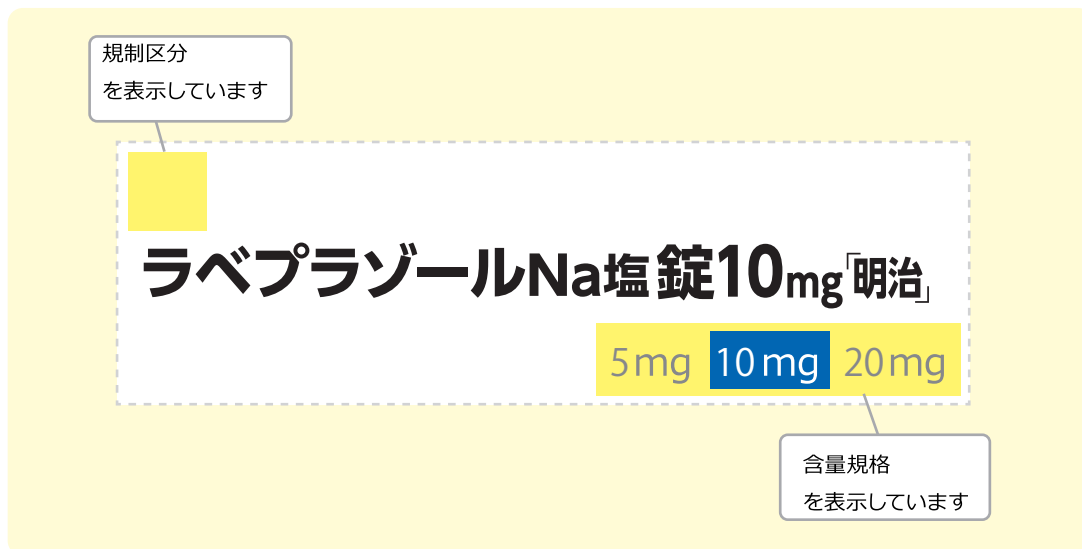 規制区分
を表示しています
ラベプラゾールNa塩錠10mg「明治」
5mg 10mg 20mg
含量規格
を表示しています